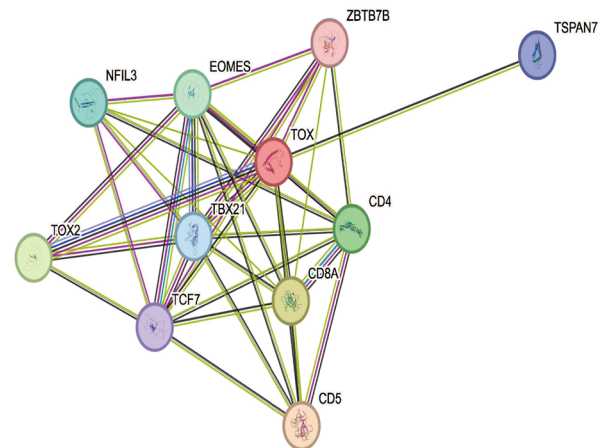 ZBTB7B
TSPAN7
NFIL3
EOMES
TOX
CD4
TOX2
TBX21
CD8A
TCF7
CD5